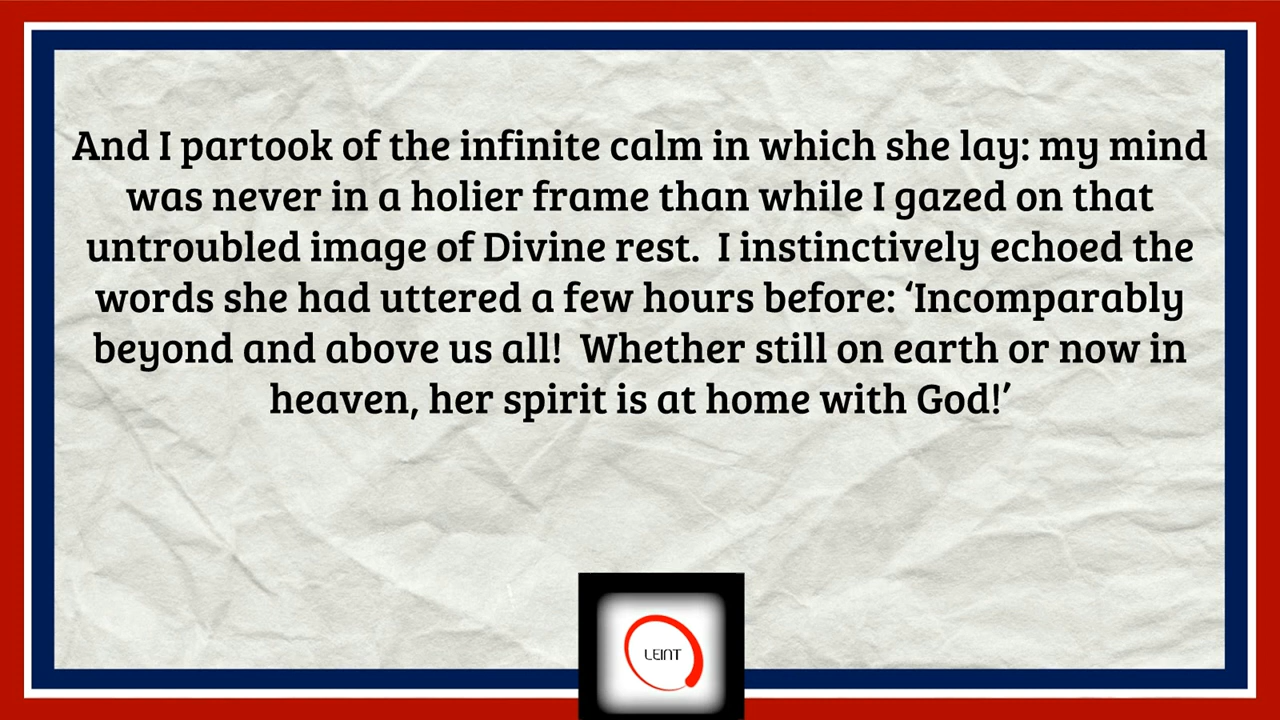 And I partook of the infinite calm in which she lay: my mind
was never in a holier frame than while I gazed on that
untroubled image of Divine rest.  I instinctively echoed the
words she had uttered a few hours before: ‘Incomparably
beyond and above us all!  Whether still on earth or now in
heaven, her spirit is at home with God!’
LEINT